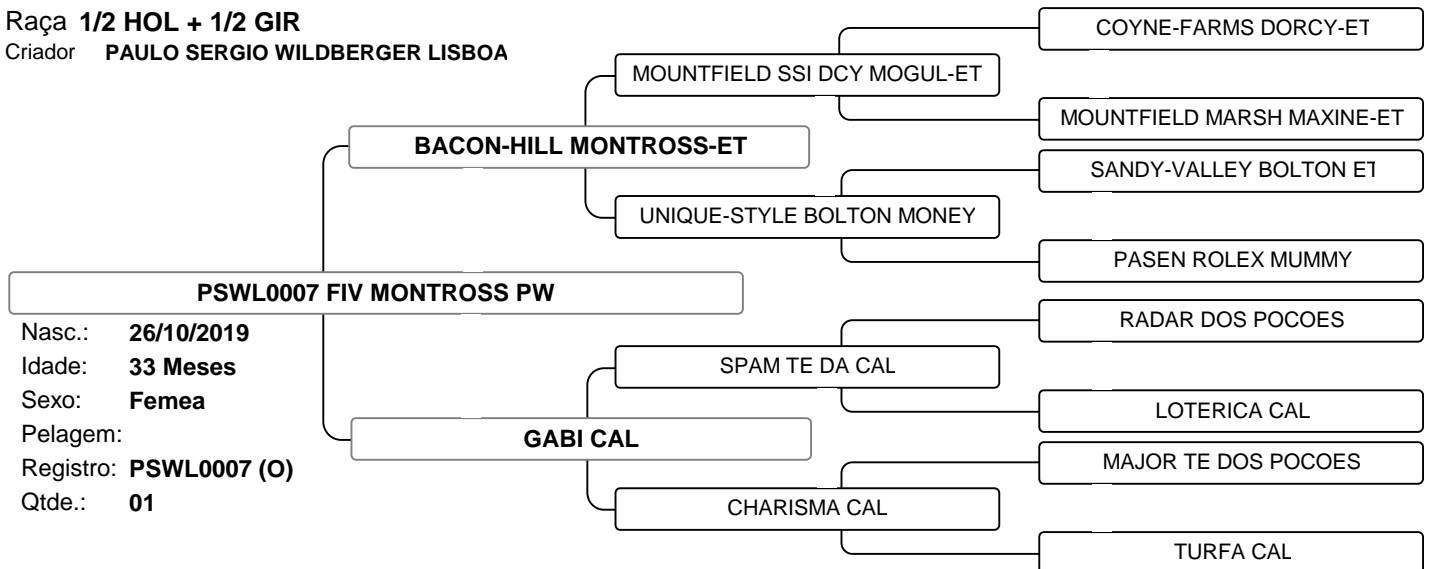 Raça 1/2 HOL + 1/2 GIR
Criador PAULO SERGIO WILDBERGER LISBOA
COYNE-FARMS DORCY-ET
MOUNTFIELD SSI DCY MOGUL-ET
MOUNTFIELD MARSH MAXINE-ET
BACON-HILL MONTROSS-ET
SANDY-VALLEY BOLTON ET
UNIQUE-STYLE BOLTON MONEY
PASEN ROLEX MUMMY
PSWL0007 FIV MONTROSS PW
Nasc.: 26/10/2019
Idade: 33 Meses
Sexo: Femea
Pelagem:
Registro: PSWL0007 (O)
Qtde.: 01
RADAR DOS POCOES
SPAM TE DA CAL
LOTERICA CAL
GABI CAL
MAJOR TE DOS POCOES
CHARISMA CAL
TURFA CAL